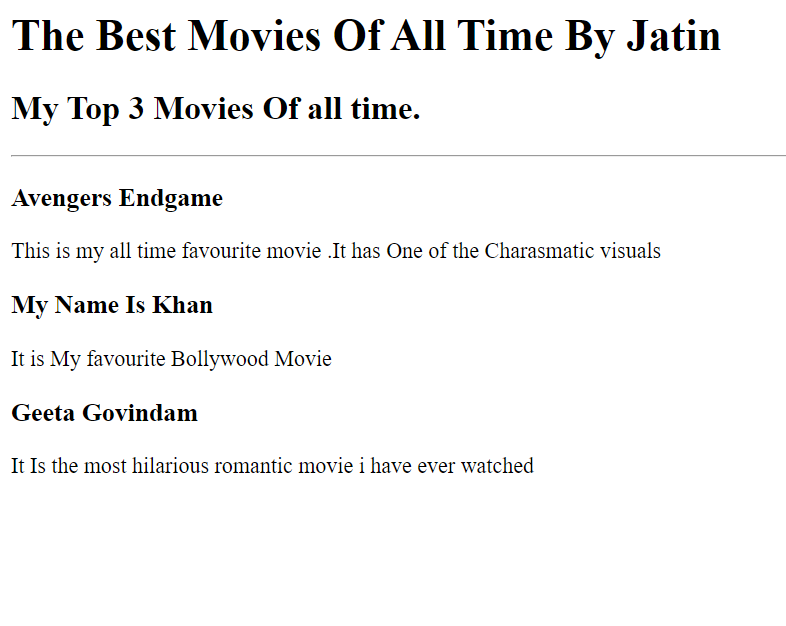 The Best Movies Of All Time By Jatin
My Top 3 Movies Of all time.
Avengers Endgame
This is my all time favourite movie .It has One of the Charasmatic visuals
My Name Is Khan
It is My favourite Bollywood Movie
Geeta Govindam
It Is the most hilarious romantic movie i have ever watched